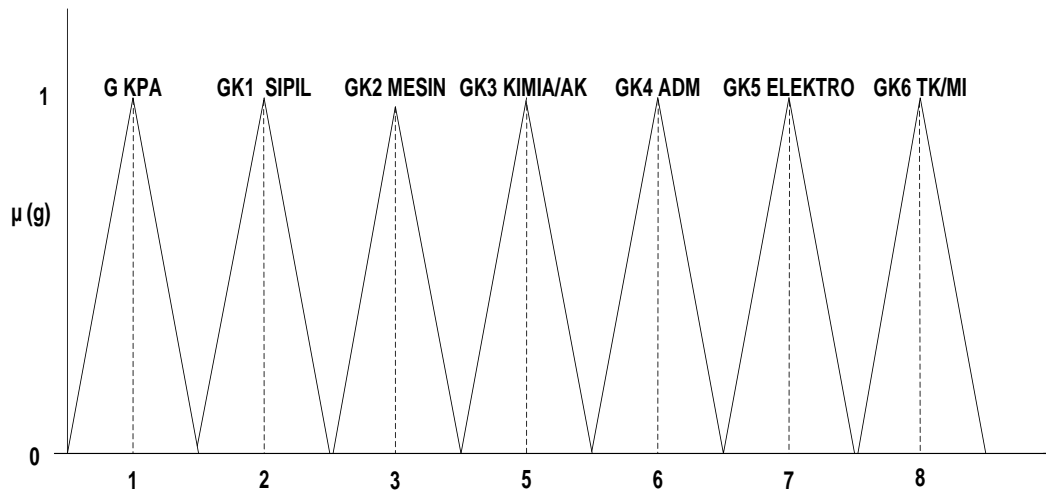 G KPA GK1 SIPIL GK2 MESIN GK3 KIMIA/AK GK4 ADM GK5 ELEKTRO GK6 TK/MI
1
μ (g)
0
1 2 3 5 6 7 8